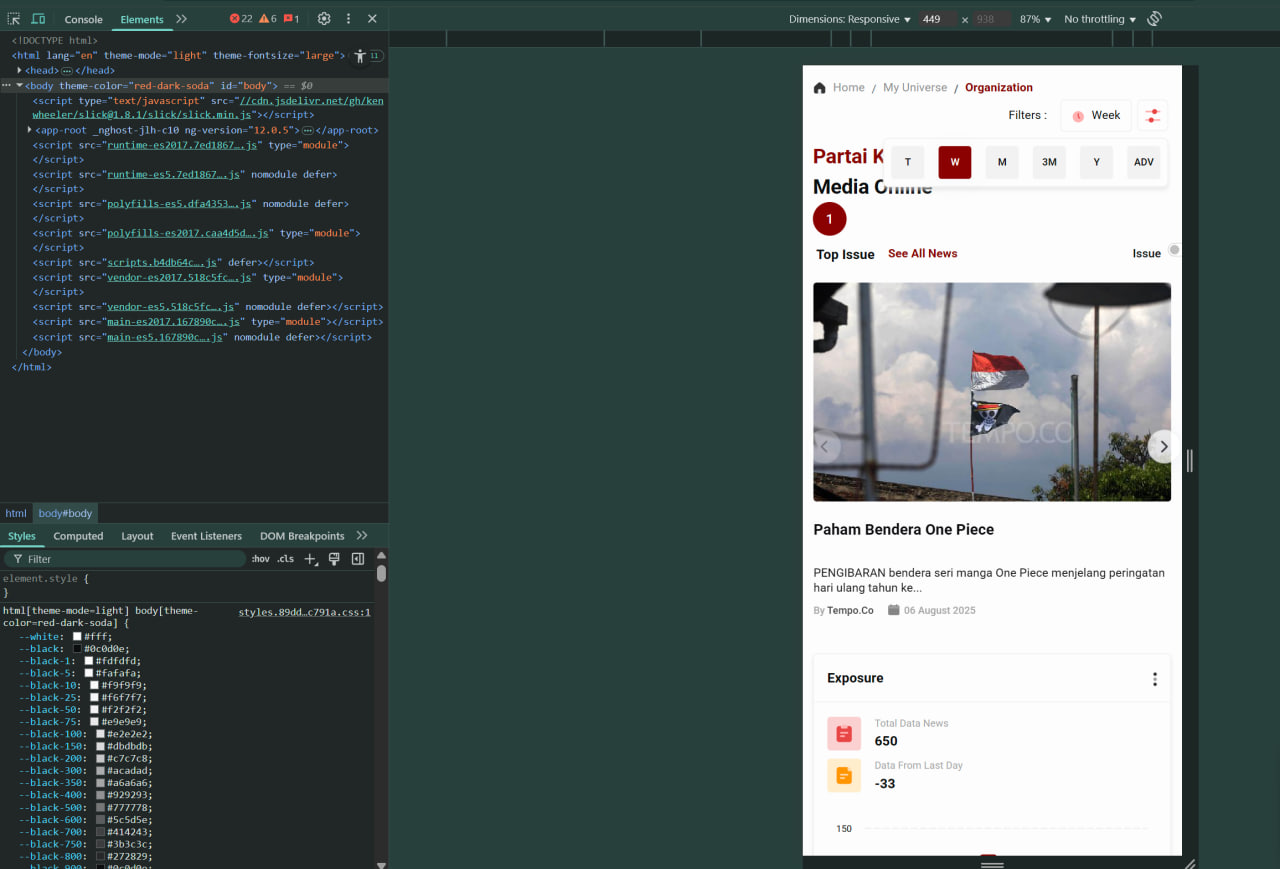 Console
Elements
22
6
1
Dimensions: Responsive
449
×
938
87%
No throttling
<!DOCTYPE html>
<html lang="en" theme-mode="light" theme-fontsize="large">
11
<head> </head>
<body theme-color="red-dark-soda" id="body"> == $0
<script type="text/javascript" src="//cdn.jsdelivr.net/gh/ken
wheeler/slick@1.8.1/slick/slick.min.js"></script>
<app-root _nghost-jlh-c10 ng-version="12.0.5"> </app-root>
<script src="runtime-es2017.7ed1867….js" type="module">
</script>
<script src="runtime-es5.7ed1867….js" nomodule defer>
</script>
<script src="polyfills-es5.dfa4353….js" nomodule defer>
</script>
<script src="polyfills-es2017.caa4d5d….js" type="module">
</script>
<script src="scripts.b4db64c….js" defer></script>
<script src="vendor-es2017.518c5fc….js" type="module">
</script>
<script src="vendor-es5.518c5fc….js" nomodule defer></script>
<script src="main-es2017.167890c….js" type="module"></script>
<script src="main-es5.167890c….js" nomodule defer></script>
</body>
</html>
html
body#body
Styles
Computed
Layout
Event Listeners
DOM Breakpoints
Filter
:hov
.cls
element.style {
}
html[theme-mode=light] body[theme-
color=red-dark-soda] {
styles.89dd…c791a.css:1
--white: #fff;
--black: #0c0d0e;
--black-1: #fdfdfd;
--black-5: #fafafa;
--black-10: #f9f9f9;
--black-25: #f6f7f7;
--black-50: #f2f2f2;
--black-75: #e9e9e9;
--black-100: #e2e2e2;
--black-150: #dbdbdb;
--black-200: #c7c7c8;
--black-300: #acadad;
--black-350: #a6a6a6;
--black-400: #929293;
--black-500: #777778;
--black-600: #5c5d5e;
--black-700: #414243;
--black-750: #3b3c3c;
--black-800: #272829;
--black-900: #0c0d0e;
Home / My Universe / Organization
Filters :
Week
Partai K
T
W
M
3M
Y
ADV
Media Online
1
Top Issue
See All News
Issue
TEMPO.CO
Paham Bendera One Piece
PENGIBARAN bendera seri manga One Piece menjelang peringatan
hari ulang tahun ke...
By Tempo.Co
06 August 2025
Exposure
Total Data News
650
Data From Last Day
-33
150